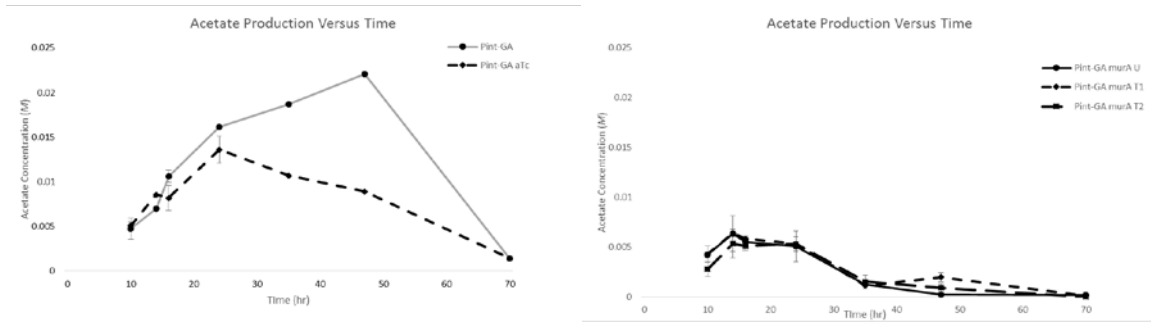 Acetate Production Versus Time
0.025
0.02
0.015
0.01
0.005
0
Acetate Concentration (M)
0 10 20 30 40 50 60 70
Time (hr)
Pint-GA
Pint-GA aTc
Acetate Production Versus Time
0.025
0.02
0.015
0.01
0.005
0
Acetate Concentration (M)
0 10 20 30 40 50 60 70
Time (hr)
Pint-GA murA U
Pint-GA murA T1
Pint-GA murA T2